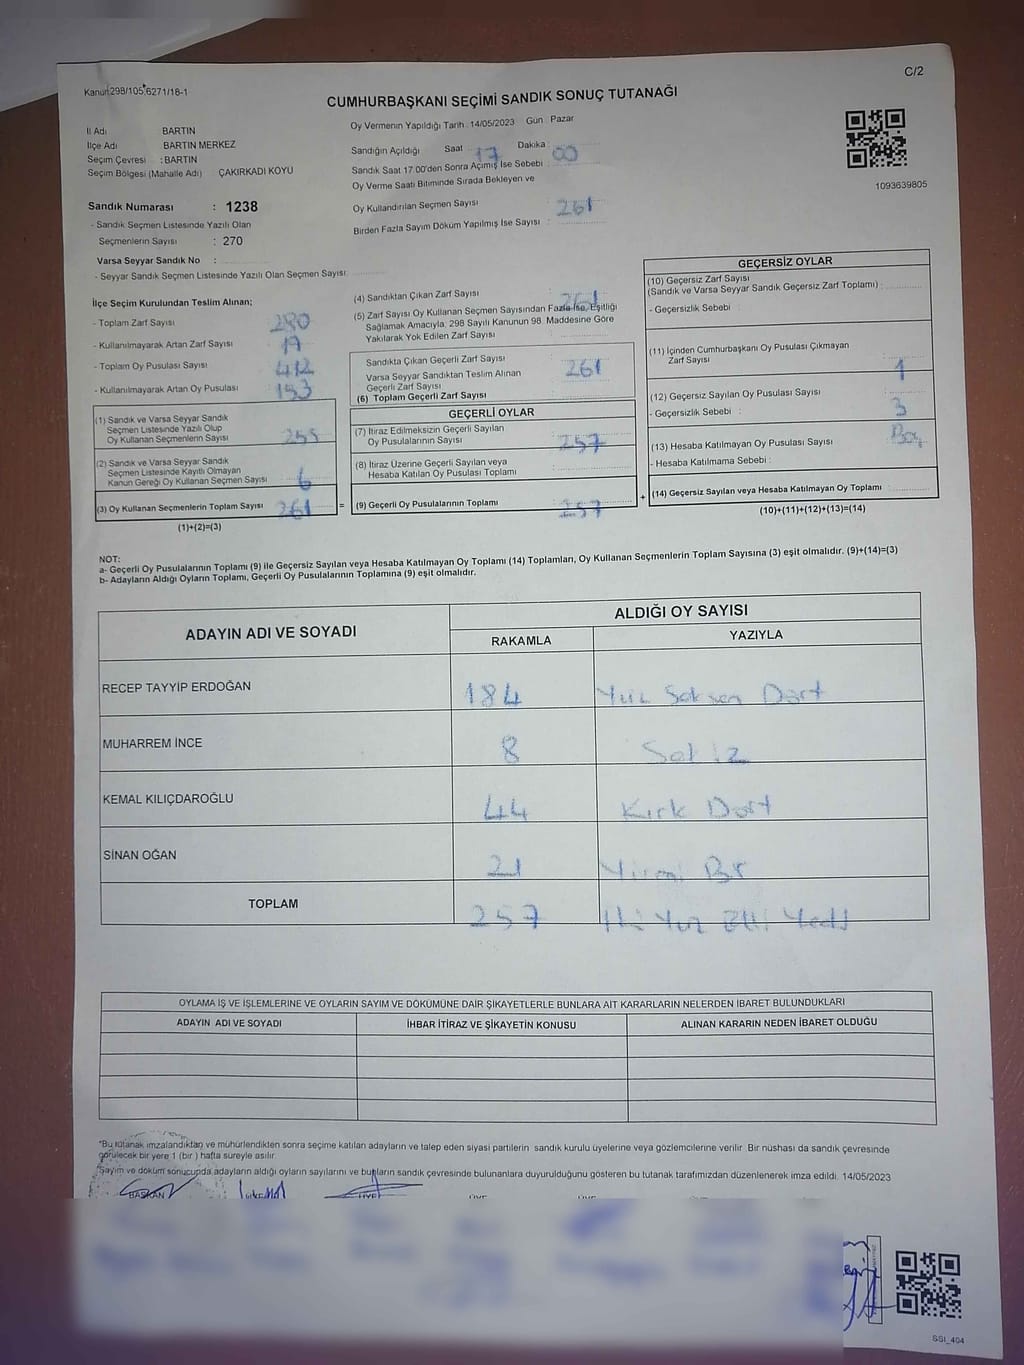 C/2
Kanun 298/105,6271/18-1
CUMHURBAŞKANI SEÇİMİ SANDIK SONUÇ TUTANAĞI
İl Adı BARTIN
İlçe Adı BARTIN MERKEZ
Seçim Çevresi : BARTIN
Seçim Bölgesi (Mahalle Adı) ÇAKIRKADI KÖYÜ
Sandık Numarası : 1238
- Sandık Seçmen Listesinde Yazılı Olan
Seçmenlerin Sayısı : 270
Varsa Seyyar Sandık No :
- Seyyar Sandık Seçmen Listesinde Yazılı Olan Seçmen Sayısı:
Oy Vermenin Yapıldığı Tarih : 14/05/2023 Gün Pazar
Sandığın Açıldığı Saat 17 Dakika : 00
Sandık Saat 17:00'den Sonra Açılmış İse Sebebi :
Oy Verme Saati Bitiminde Sırada Bekleyen ve
Oy Kullandırılan Seçmen Sayısı : 261
Birden Fazla Sayım Döküm Yapılmış İse Sayısı :
1093639805
İlçe Seçim Kurulundan Teslim Alınan;
- Toplam Zarf Sayısı 280
- Kullanılmayarak Artan Zarf Sayısı 19
- Toplam Oy Pusulası Sayısı 412
- Kullanılmayarak Artan Oy Pusulası
(1) Sandık ve Varsa Seyyar Sandık
Seçmen Listesinde Yazılı Olup
Oy Kullanan Seçmenlerin Sayısı 255
(2) Sandık ve Varsa Seyyar Sandık
Seçmen Listesinde Kayıtlı Olmayan
Kanun Gereği Oy Kullanan Seçmen Sayısı 6
(3) Oy Kullanan Seçmenlerin Toplam Sayısı 261
(1)+(2)=(3)
(4) Sandıktan Çıkan Zarf Sayısı : 261
(5) Zarf Sayısı Oy Kullanan Seçmen Sayısından Fazla İse, Eşitliği
Sağlamak Amacıyla, 298 Sayılı Kanunun 98. Maddesine Göre
Yakılarak Yok Edilen Zarf Sayısı :
Sandıkta Çıkan Geçerli Zarf Sayısı : 261
Varsa Seyyar Sandıktan Teslim Alınan
Geçerli Zarf Sayısı
(6) Toplam Geçerli Zarf Sayısı :
GEÇERLİ OYLAR
(7) İtiraz Edilmeksizin Geçerli Sayılan
Oy Pusulalarının Sayısı : 257
(8) İtiraz Üzerine Geçerli Sayılan veya
Hesaba Katılan Oy Pusulası Toplamı :
= (9) Geçerli Oy Pusulalarının Toplamı : 257
GEÇERSİZ OYLAR
(10) Geçersiz Zarf Sayısı
(Sandık ve Varsa Seyyar Sandık Geçersiz Zarf Toplamı) :
- Geçersizlik Sebebi :
(11) İçinden Cumhurbaşkanı Oy Pusulası Çıkmayan
Zarf Sayısı : 1
(12) Geçersiz Sayılan Oy Pusulası Sayısı : 3
- Geçersizlik Sebebi : Boş
(13) Hesaba Katılmayan Oy Pusulası Sayısı :
- Hesaba Katılmama Sebebi :
+ (14) Geçersiz Sayılan veya Hesaba Katılmayan Oy Toplamı :
(10)+(11)+(12)+(13)=(14)
NOT:
a- Geçerli Oy Pusulalarının Toplamı (9) ile Geçersiz Sayılan veya Hesaba Katılmayan Oy Toplamı (14) Toplamları, Oy Kullanan Seçmenlerin Toplam Sayısına (3) eşit olmalıdır. (9)+(14)=(3)
b- Adayların Aldığı Oyların Toplamı, Geçerli Oy Pusulalarının Toplamına (9) eşit olmalıdır.
ADAYIN ADI VE SOYADI ALDIĞI OY SAYISI
RAKAMLA YAZIYLA
RECEP TAYYİP ERDOĞAN 184 Yüz Seksen Dört
MUHARREM İNCE 8 Sekiz
KEMAL KILIÇDAROĞLU 44 Kırk Dört
SİNAN OĞAN 21 Yirmi Bir
TOPLAM 257 İki Yüz Elli Yedi
OYLAMA İŞ VE İŞLEMLERİNE VE OYLARIN SAYIM VE DÖKÜMÜNE DAİR ŞİKAYETLERLE BUNLARA AİT KARARLARIN NELERDEN İBARET BULUNDUKLARI
ADAYIN ADI VE SOYADI İHBAR İTİRAZ VE ŞİKAYETİN KONUSU ALINAN KARARIN NEDEN İBARET OLDUĞU
*Bu tutanak imzalandıktan ve mühürlendikten sonra seçime katılan adayların ve talep eden siyasi partilerin sandık kurulu üyelerine veya gözlemcilerine verilir. Bir nüshası da sandık çevresinde
görülecek bir yere 1 (bir) hafta süreyle asılır.
*Sayım ve döküm sonucunda adayların aldığı oyların sayılarını ve bunların sandık çevresinde bulunanlara duyurulduğunu gösteren bu tutanak tarafımızdan düzenlenerek imza edildi. 14/05/2023
BAŞKAN ÜYE ÜYE ÜYE
SSI_404